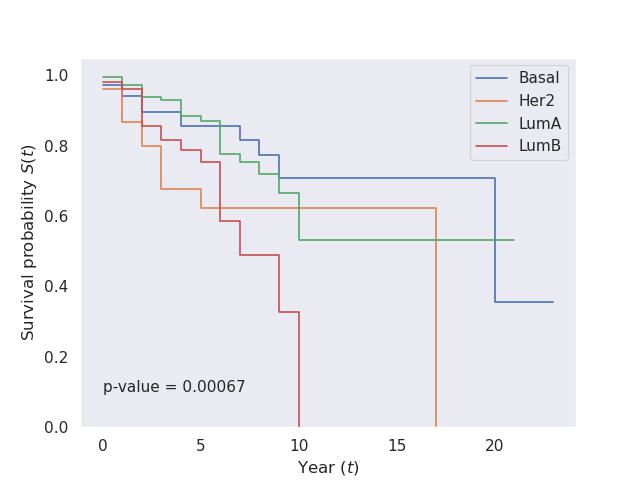 Basal
Her2
LumA
LumB
1.0
0.8
0.6
0.4
0.2
0.0
Survival probability S(t)
p-value = 0.00067
0 5 10 15 20
Year (t)